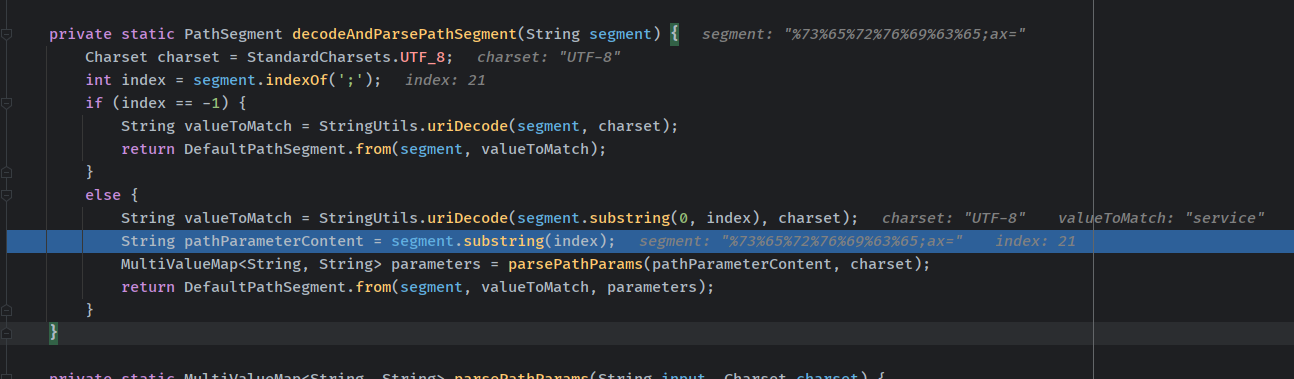 private static PathSegment decodeAndParsePathSegment(String segment) {   segment: "%73%65%72%76%69%63%65;ax="
    Charset charset = StandardCharsets.UTF_8;   charset: "UTF-8"
    int index = segment.indexOf(';');   index: 21
    if (index == -1) {
        String valueToMatch = StringUtils.uriDecode(segment, charset);
        return DefaultPathSegment.from(segment, valueToMatch);
    }
    else {
        String valueToMatch = StringUtils.uriDecode(segment.substring(0, index), charset);   charset: "UTF-8"   valueToMatch: "service"
        String pathParameterContent = segment.substring(index);   segment: "%73%65%72%76%69%63%65;ax="   index: 21
        MultiValueMap<String, String> parameters = parsePathParams(pathParameterContent, charset);
        return DefaultPathSegment.from(segment, valueToMatch, parameters);
    }
}
private static MultiValueMap<String, String> parsePathParams(String input, Charset charset) {